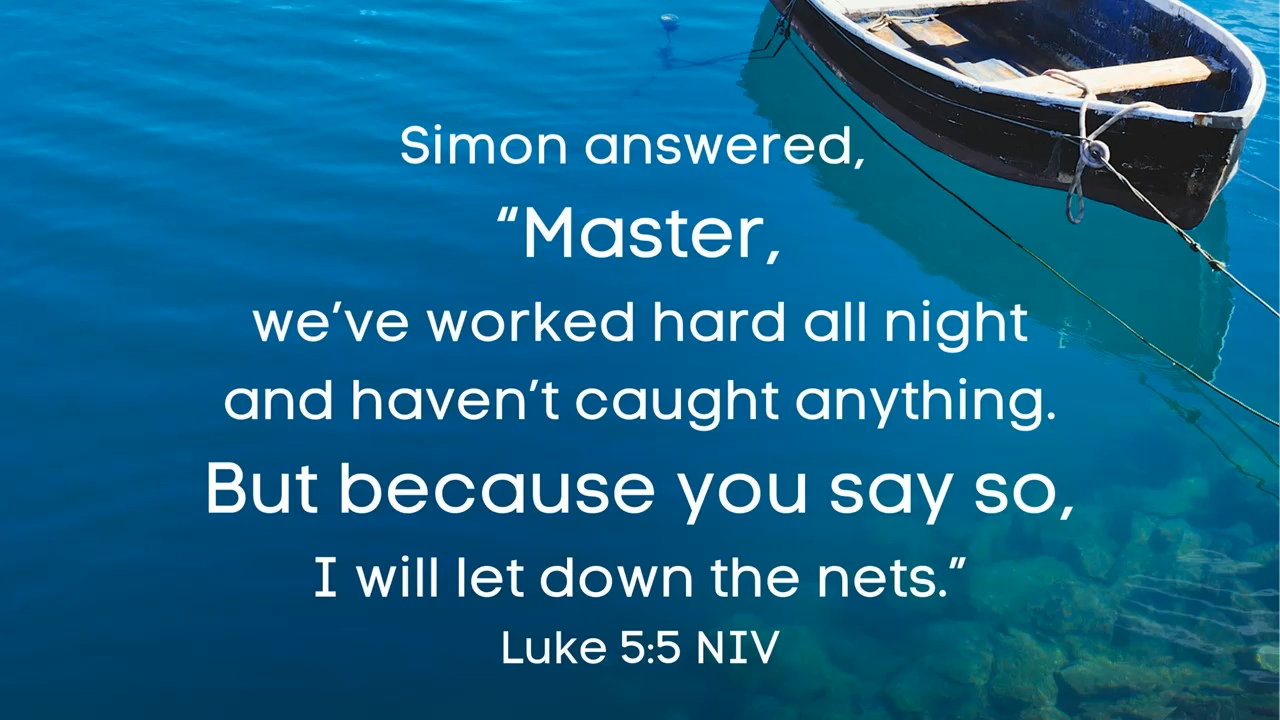 Simon answered,
“Master,
we’ve worked hard all night
and haven’t caught anything.
But because you say so,
I will let down the nets.”
Luke 5:5 NIV